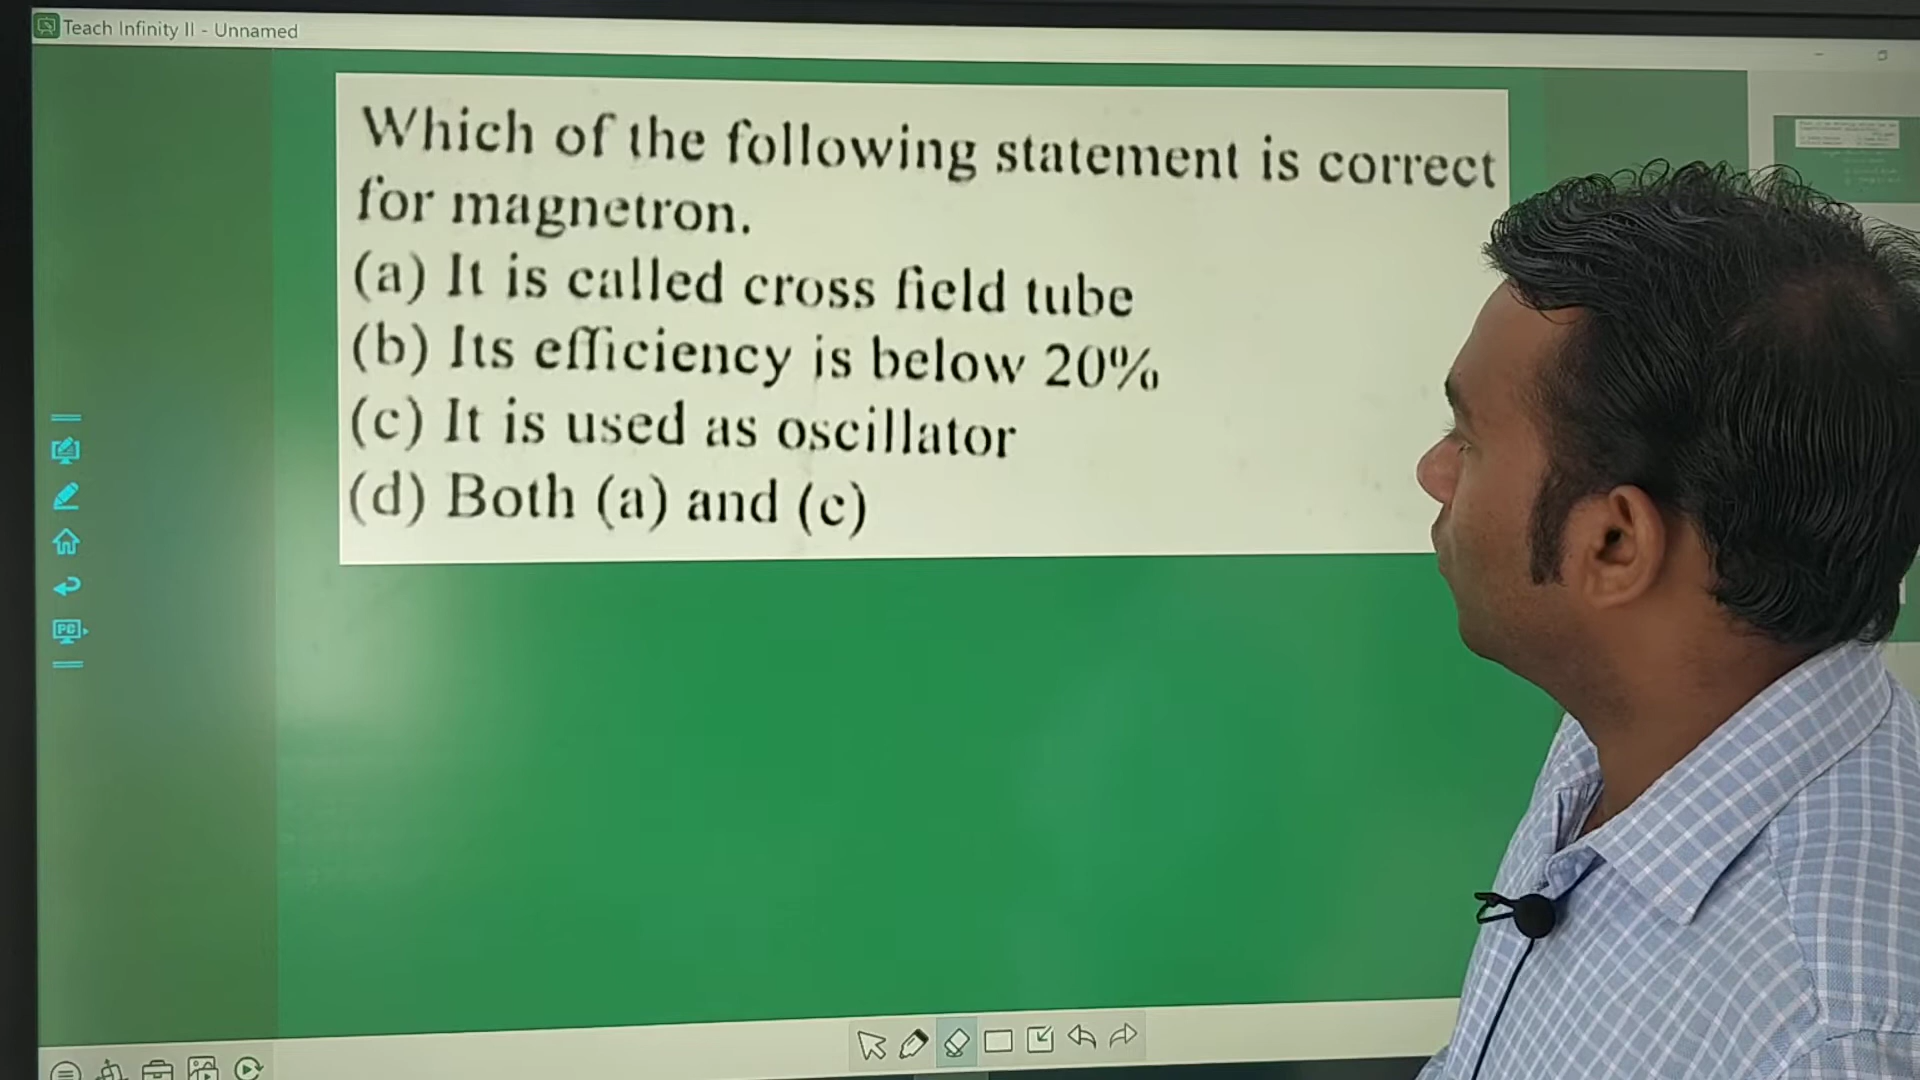 Teach Infinity II - Unnamed
Which of the following statement is correct
for magnetron.
(a) It is called cross field tube
(b) Its efficiency is below 20%
(c) It is used as oscillator
(d) Both (a) and (c)
PC